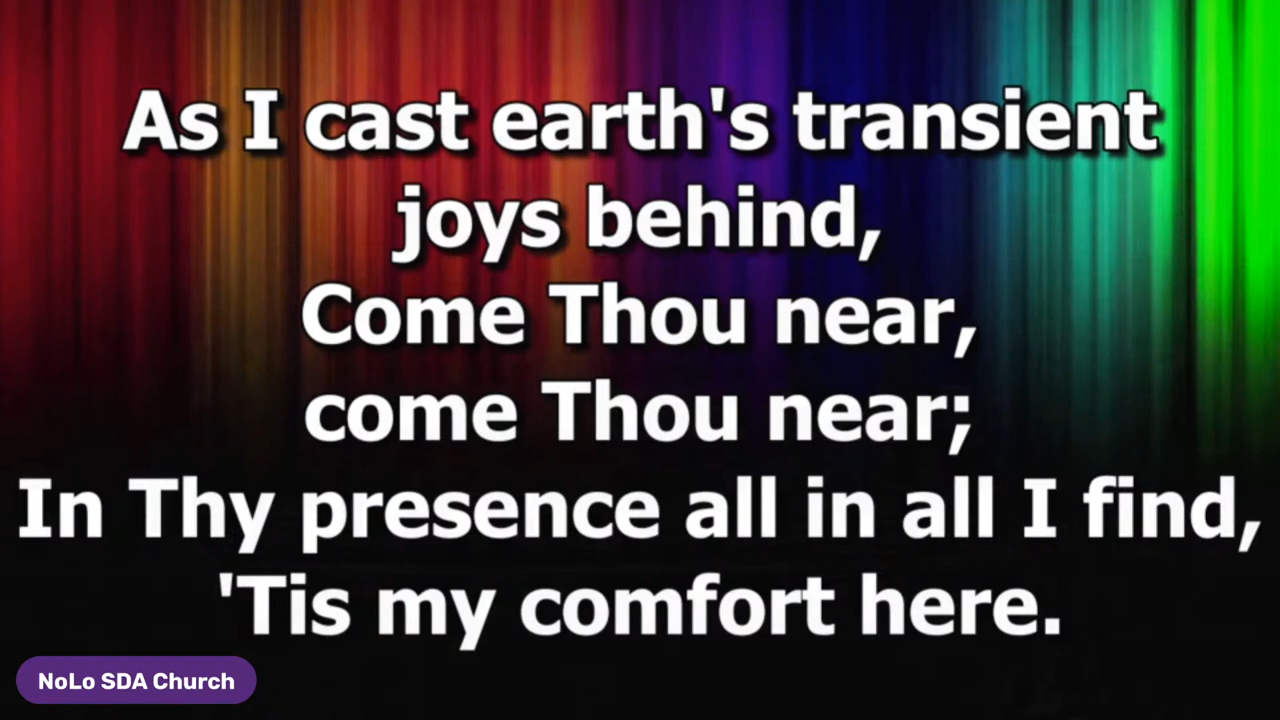 As I cast earth's transient
joys behind,
Come Thou near,
come Thou near;
In Thy presence all in all I find,
'Tis my comfort here.
NoLo SDA Church